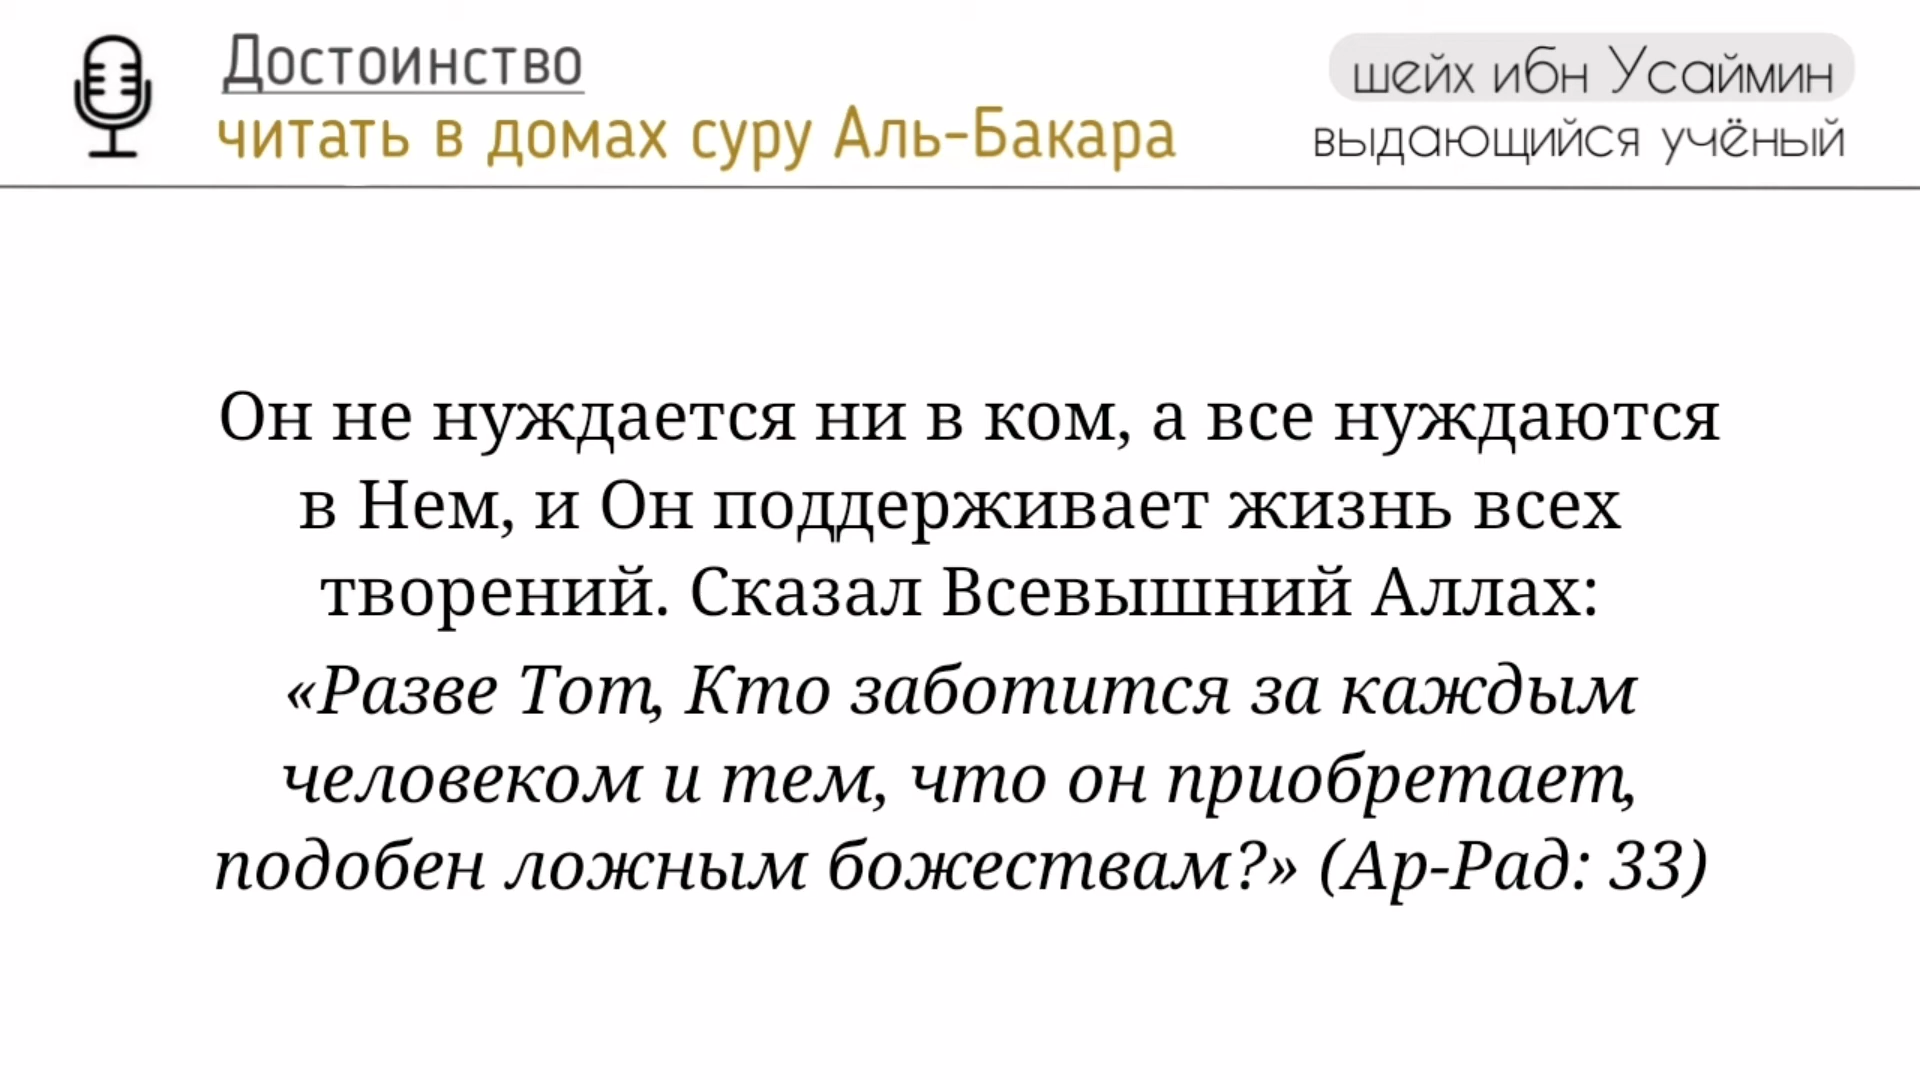 Достоинство
читать в домах суру Аль-Бакара
шейх ибн Усаймин
выдающийся учёный
Он не нуждается ни в ком, а все нуждаются
в Нем, и Он поддерживает жизнь всех
творений. Сказал Всевышний Аллах:
«Разве Тот, Кто заботится за каждым
человеком и тем, что он приобретает,
подобен ложным божествам?» (Ар-Рад: 33)